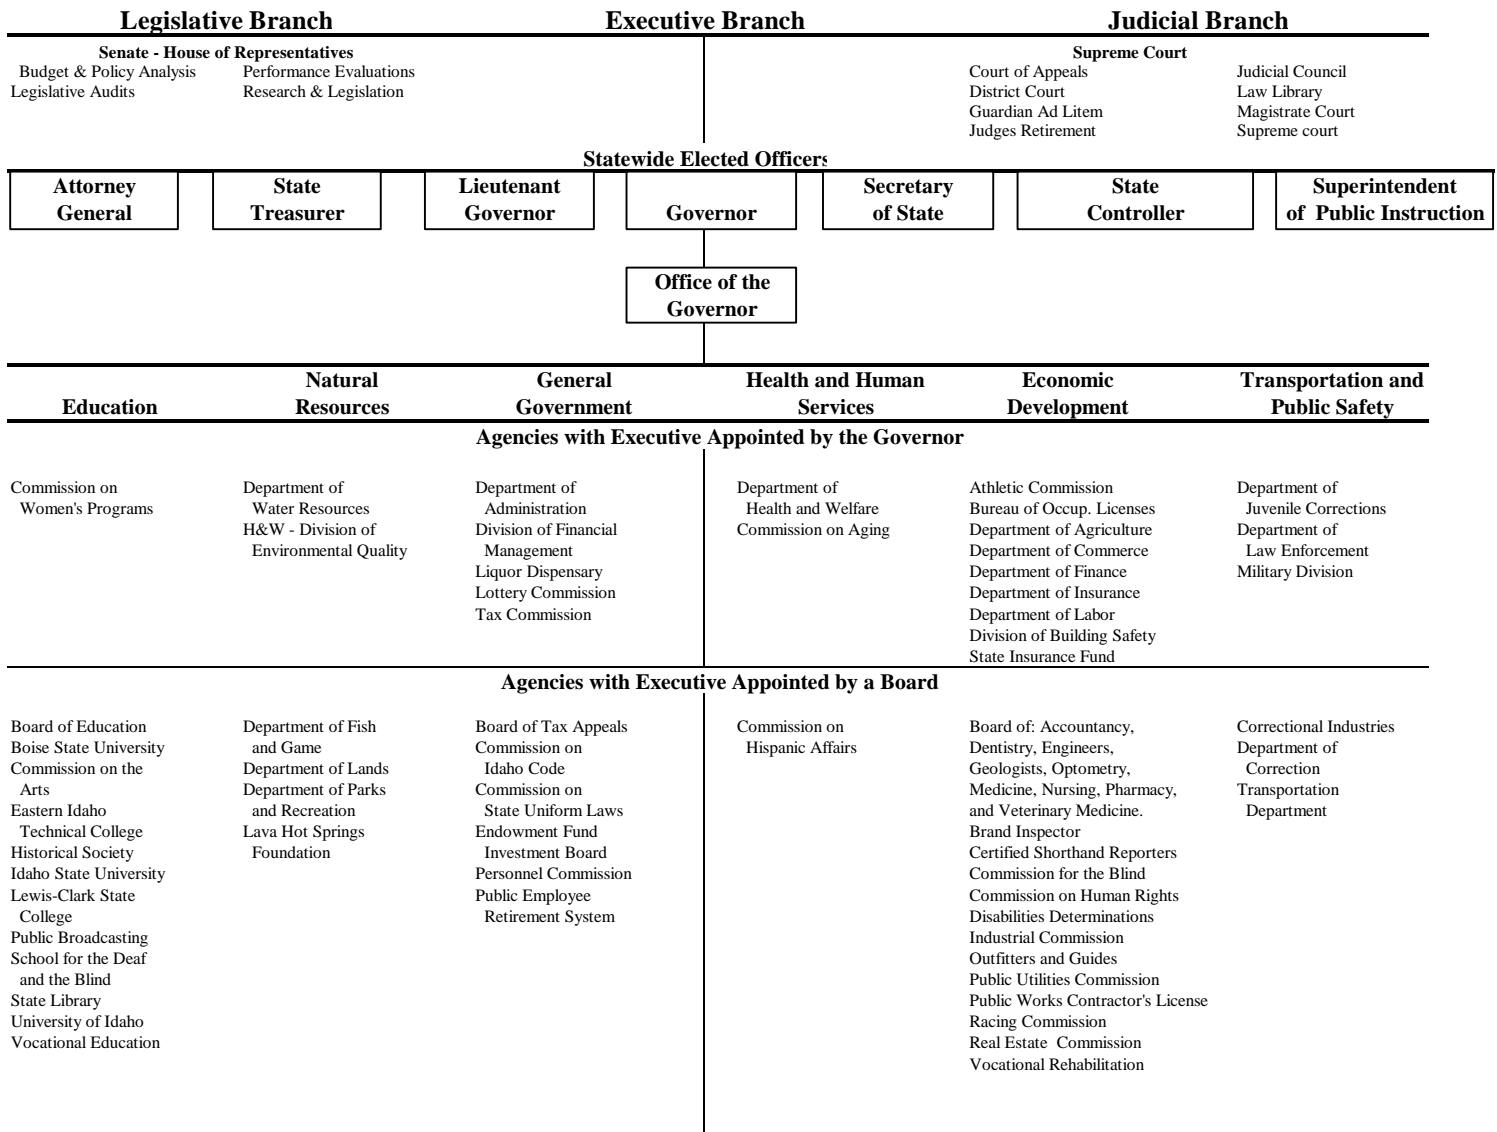 Legislative Branch
Executive Branch
Judicial Branch
Senate - House of Representatives
Budget & Policy Analysis
Performance Evaluations
Legislative Audits
Research & Legislation
Supreme Court
Court of Appeals
Judicial Council
District Court
Law Library
Guardian Ad Litem
Magistrate Court
Judges Retirement
Supreme court
Statewide Elected Officers
Attorney
General
State
Treasurer
Lieutenant
Governor
Governor
Secretary
of State
State
Controller
Superintendent
of Public Instruction
Office of the
Governor
Education
Natural
Resources
General
Government
Health and Human
Services
Economic
Development
Transportation and
Public Safety
Agencies with Executive Appointed by the Governor
Commission on
Women's Programs
Department of
Water Resources
H&W - Division of
Environmental Quality
Department of
Administration
Division of Financial
Management
Liquor Dispensary
Lottery Commission
Tax Commission
Department of
Health and Welfare
Commission on Aging
Athletic Commission
Bureau of Occup. Licenses
Department of Agriculture
Department of Commerce
Department of Finance
Department of Insurance
Department of Labor
Division of Building Safety
State Insurance Fund
Department of
Juvenile Corrections
Department of
Law Enforcement
Military Division
Agencies with Executive Appointed by a Board
Board of Education
Boise State University
Commission on the
Arts
Eastern Idaho
Technical College
Historical Society
Idaho State University
Lewis-Clark State
College
Public Broadcasting
School for the Deaf
and the Blind
State Library
University of Idaho
Vocational Education
Department of Fish
and Game
Department of Lands
Department of Parks
and Recreation
Lava Hot Springs
Foundation
Board of Tax Appeals
Commission on
Idaho Code
Commission on
State Uniform Laws
Endowment Fund
Investment Board
Personnel Commission
Public Employee
Retirement System
Commission on
Hispanic Affairs
Board of: Accountancy,
Dentistry, Engineers,
Geologists, Optometry,
Medicine, Nursing, Pharmacy,
and Veterinary Medicine.
Brand Inspector
Certified Shorthand Reporters
Commission for the Blind
Commission on Human Rights
Disabilities Determinations
Industrial Commission
Outfitters and Guides
Public Utilities Commission
Public Works Contractor's License
Racing Commission
Real Estate Commission
Vocational Rehabilitation
Correctional Industries
Department of
Correction
Transportation
Department